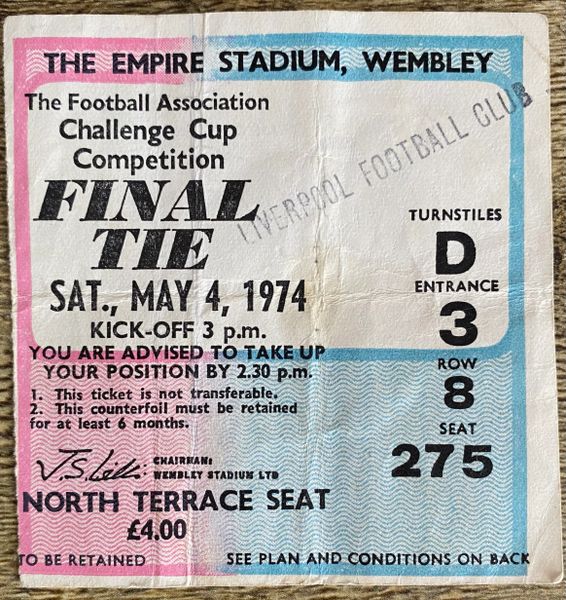 THE EMPIRE STADIUM, WEMBLEY
The Football Association
Challenge Cup
Competition
FINAL
TIE
SAT., MAY 4, 1974
KICK-OFF 3 p.m.
YOU ARE ADVISED TO TAKE UP
YOUR POSITION BY 2.30 p.m.
1. This ticket is not transferable.
2. This counterfoil must be retained
for at least 6 months.
CHAIRMAN:
WEMBLEY STADIUM LTD
NORTH TERRACE SEAT
£4.00
TO BE RETAINED
LIVERPOOL FOOTBALL CLUB
TURNSTILES
D
ENTRANCE
3
ROW
8
SEAT
275
SEE PLAN AND CONDITIONS ON BACK